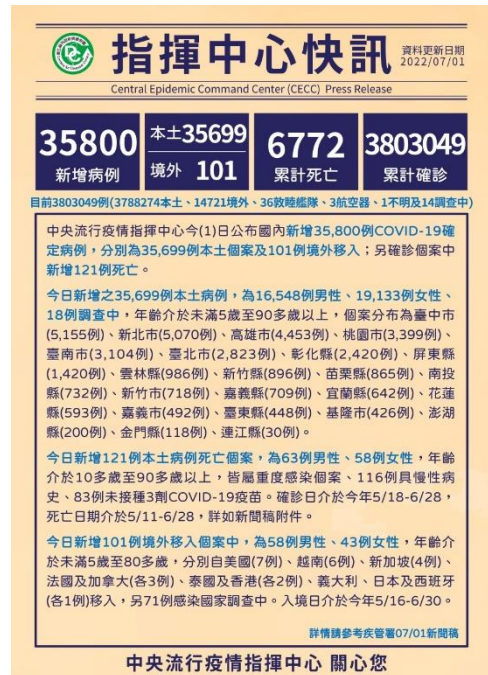 指揮中心快訊
資料更新日期
2022/07/01
Central Epidemic Command Center (CECC) Press Release
35800
新增病例
本土35699
境外 101
6772
累計死亡
3803049
累計確診
目前3803049例(3788274本土、14721境外、36敦睦艦隊、3航空器、1不明及14調查中)
中央流行疫情指揮中心今(1)日公布國內新增35,800例COVID-19確
定病例，分別為35,699例本土個案及101例境外移入；另確診個案中
新增121例死亡。
今日新增之35,699例本土病例，為16,548例男性、19,133例女性、
18例調查中，年齡介於未滿5歲至90多歲以上，個案分布為臺中市
(5,155例)、新北市(5,070例)、高雄市(4,453例)、桃園市(3,399例)、
臺南市(3,104例)、臺北市(2,823例)、彰化縣(2,420例)、屏東縣
(1,420例)、雲林縣(986例)、新竹縣(896例)、苗栗縣(865例)、南投
縣(732例)、新竹市(718例)、嘉義縣(709例)、宜蘭縣(642例)、花蓮
縣(593例)、嘉義市(492例)、臺東縣(448例)、基隆市(426例)、澎湖
縣(200例)、金門縣(118例)、連江縣(30例)。
今日新增121例本土病例死亡個案，為63例男性、58例女性，年齡
介於10多歲至90多歲以上，皆屬重度感染個案、116例具慢性病
史、83例未接種3劑COVID-19疫苗。確診日介於今年5/18-6/28，
死亡日期介於5/11-6/28，詳如新聞稿附件。
今日新增101例境外移入個案中，為58例男性、43例女性，年齡介
於未滿5歲至80多歲，分別自美國(7例)、越南(6例)、新加坡(4例)、
法國及加拿大(各3例)、泰國及香港(各2例)、義大利、日本及西班牙
(各1例)移入，另71例感染國家調查中。入境日介於今年5/16-6/30。
詳情請參考疾管署07/01新聞稿
中央流行疫情指揮中心 關心您